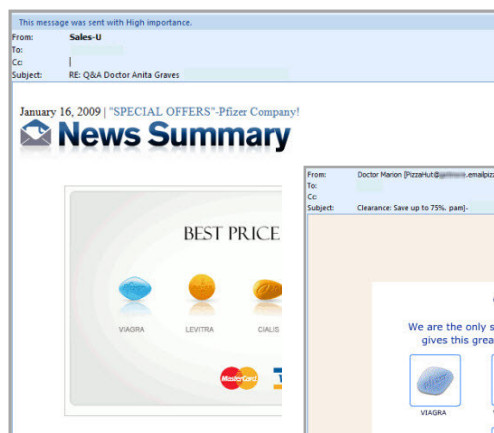 This message was sent with High importance.
From: Sales-U
To:
Cc:
Subject: RE: Q&A Doctor Anita Graves
January 16, 2009 | "SPECIAL OFFERS"-Pfizer Company!
News Summary
BEST PRICE
VIAGRA LEVITRA CIALIS
MasterCard
From: Doctor Marion [PizzaHut@ .emailpizz
To:
Cc:
Subject: Clearance: Save up to 75%. pam]-
We are the only s
gives this grea
Pfizer
VIAGRA